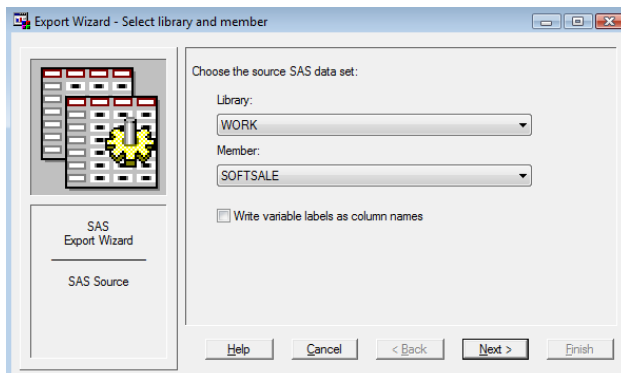 Export Wizard - Select library and member
Choose the source SAS data set:
Library:
WORK
Member:
SOFTSALE
Write variable labels as column names
SAS
Export Wizard
SAS Source
Help Cancel < Back Next > Finish